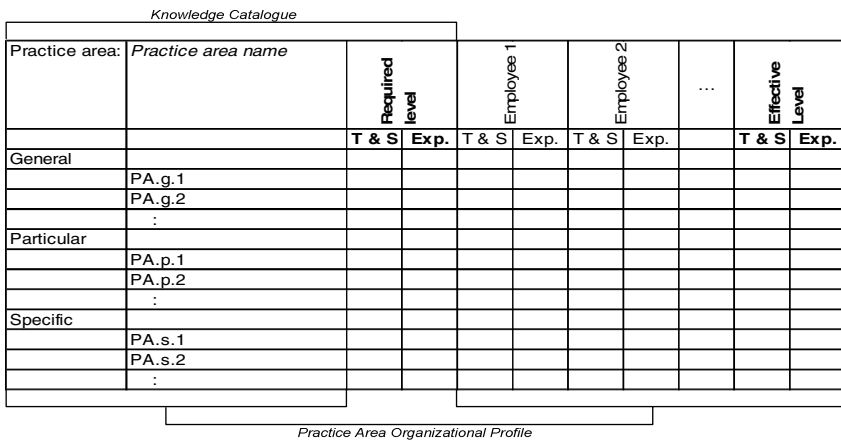 Knowledge Catalogue
Practice area: Practice area name Required level Employee 1 Employee 2 ... Effective Level
T & S Exp. T & S Exp. T & S Exp. T & S Exp.
General
PA.g.1
PA.g.2
:
Particular
PA.p.1
PA.p.2
:
Specific
PA.s.1
PA.s.2
:
Practice Area Organizational Profile